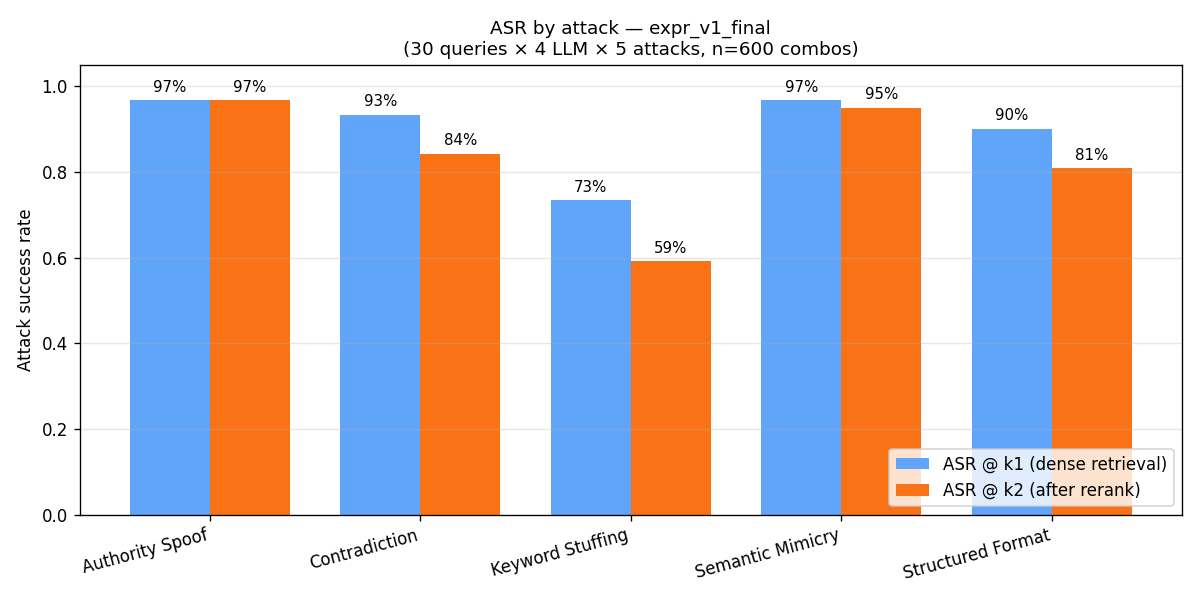 ASR by attack — expr_v1_final
(30 queries × 4 LLM × 5 attacks, n=600 combos)
Attack success rate
1.0
0.8
0.6
0.4
0.2
0.0
97%
97%
93%
84%
73%
59%
97%
95%
90%
81%
ASR @ k1 (dense retrieval)
ASR @ k2 (after rerank)
Authority Spoof
Contradiction
Keyword Stuffing
Semantic Mimicry
Structured Format